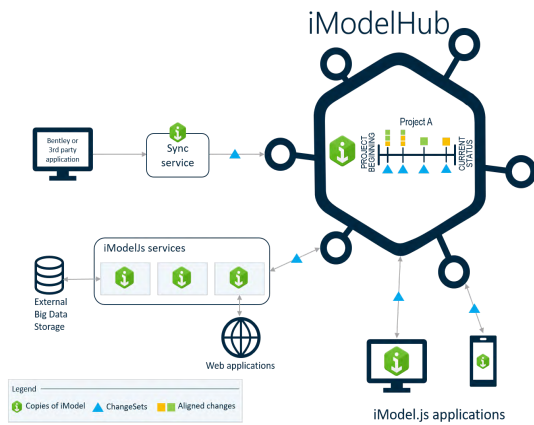 iModelHub
Project A
PROJECT
BEGINNING
CURRENT
STATUS
Bentley or
3rd party
application
Sync
service
iModelJs services
External
Big Data
Storage
Web applications
iModel.js applications
Legend
Copies of iModel
ChangeSets
Aligned changes